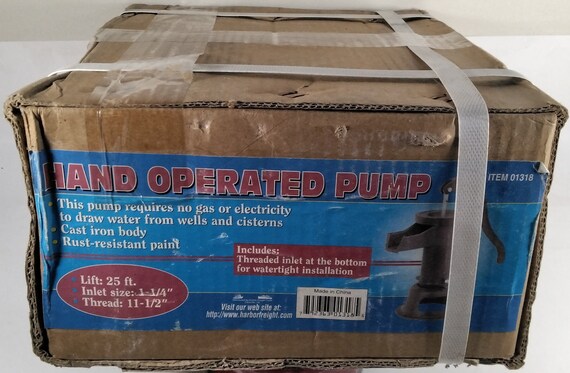 HAND OPERATED PUMP
ITEM 01318
• This pump requires no gas or electricity
to draw water from wells and cisterns
• Cast iron body
• Rust-resistant paint
Includes:
Threaded inlet at the bottom
for watertight installation
• Lift: 25 ft.
• Inlet size: 1-1/4"
• Thread: 11-1/2"
Made in China
Visit our web site at:
http://www.harborfreight.com